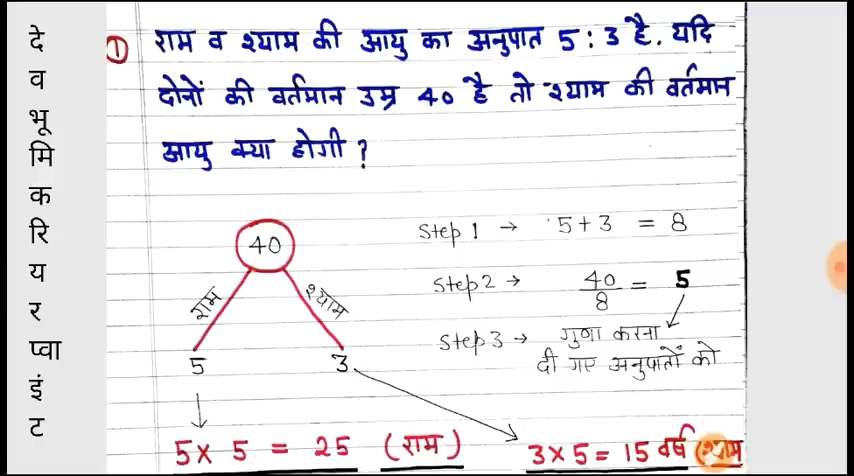 दे
व
भू
मि
क
रि
य
र
प्वा
इं
ट
① राम व श्याम की आयु का अनुपात 5 : 3 है. यदि
दोनों की वर्तमान उम्र 40 है तो श्याम की वर्तमान
आयु क्या होगी ?
40
राम
श्याम
5
3
Step 1 → 5 + 3 = 8
Step 2 → 40/8 = 5
Step 3 → गुणा करना
दी गए अनुपातों को
5 × 5 = 25 (राम)
3 × 5 = 15 वर्ष (श्याम